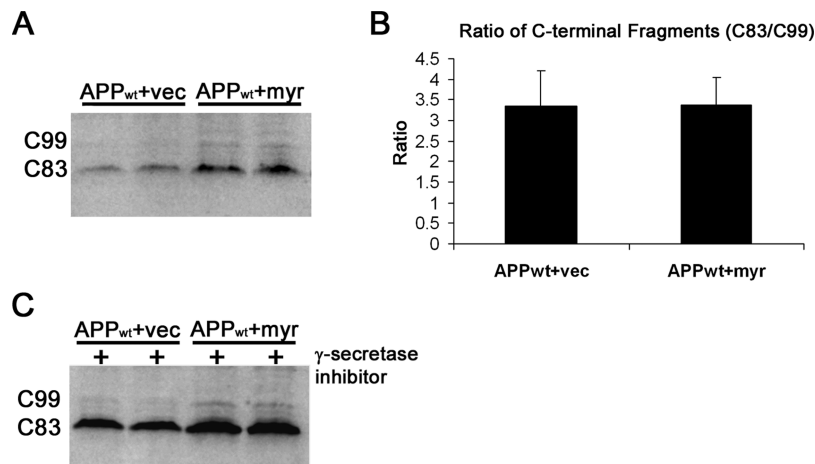 A
APPwt+vec APPwt+myr
C99
C83
B
Ratio of C-terminal Fragments (C83/C99)
4.5
4
3.5
3
2.5
2
1.5
1
0.5
0
Ratio
APPwt+vec APPwt+myr
C
APPwt+vec APPwt+myr
+ + + + γ-secretase
inhibitor
C99
C83